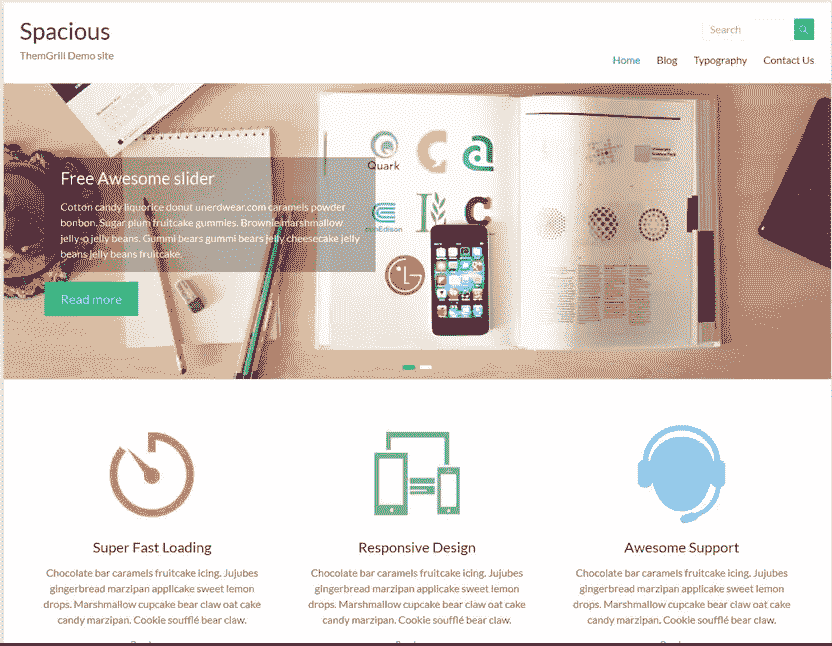 Spacious
ThemGrill Demo site
Search
Home Blog Typography Contact Us
Quark
Free Awesome slider
Cotton candy liquorice donut unerdwear.com caramels powder
bonbon. Sugar plum fruitcake gummies. Brownie marshmallow
jelly-o jelly beans. Gummi bears gummi bears jelly cheesecake jelly
beans jelly beans fruitcake.
Read more
Super Fast Loading
Chocolate bar caramels fruitcake icing. Jujubes
gingerbread marzipan applicake sweet lemon
drops. Marshmallow cupcake bear claw oat cake
candy marzipan. Cookie soufflé bear claw.
Responsive Design
Chocolate bar caramels fruitcake icing. Jujubes
gingerbread marzipan applicake sweet lemon
drops. Marshmallow cupcake bear claw oat cake
candy marzipan. Cookie soufflé bear claw.
Awesome Support
Chocolate bar caramels fruitcake icing. Jujubes
gingerbread marzipan applicake sweet lemon
drops. Marshmallow cupcake bear claw oat cake
candy marzipan. Cookie soufflé bear claw.